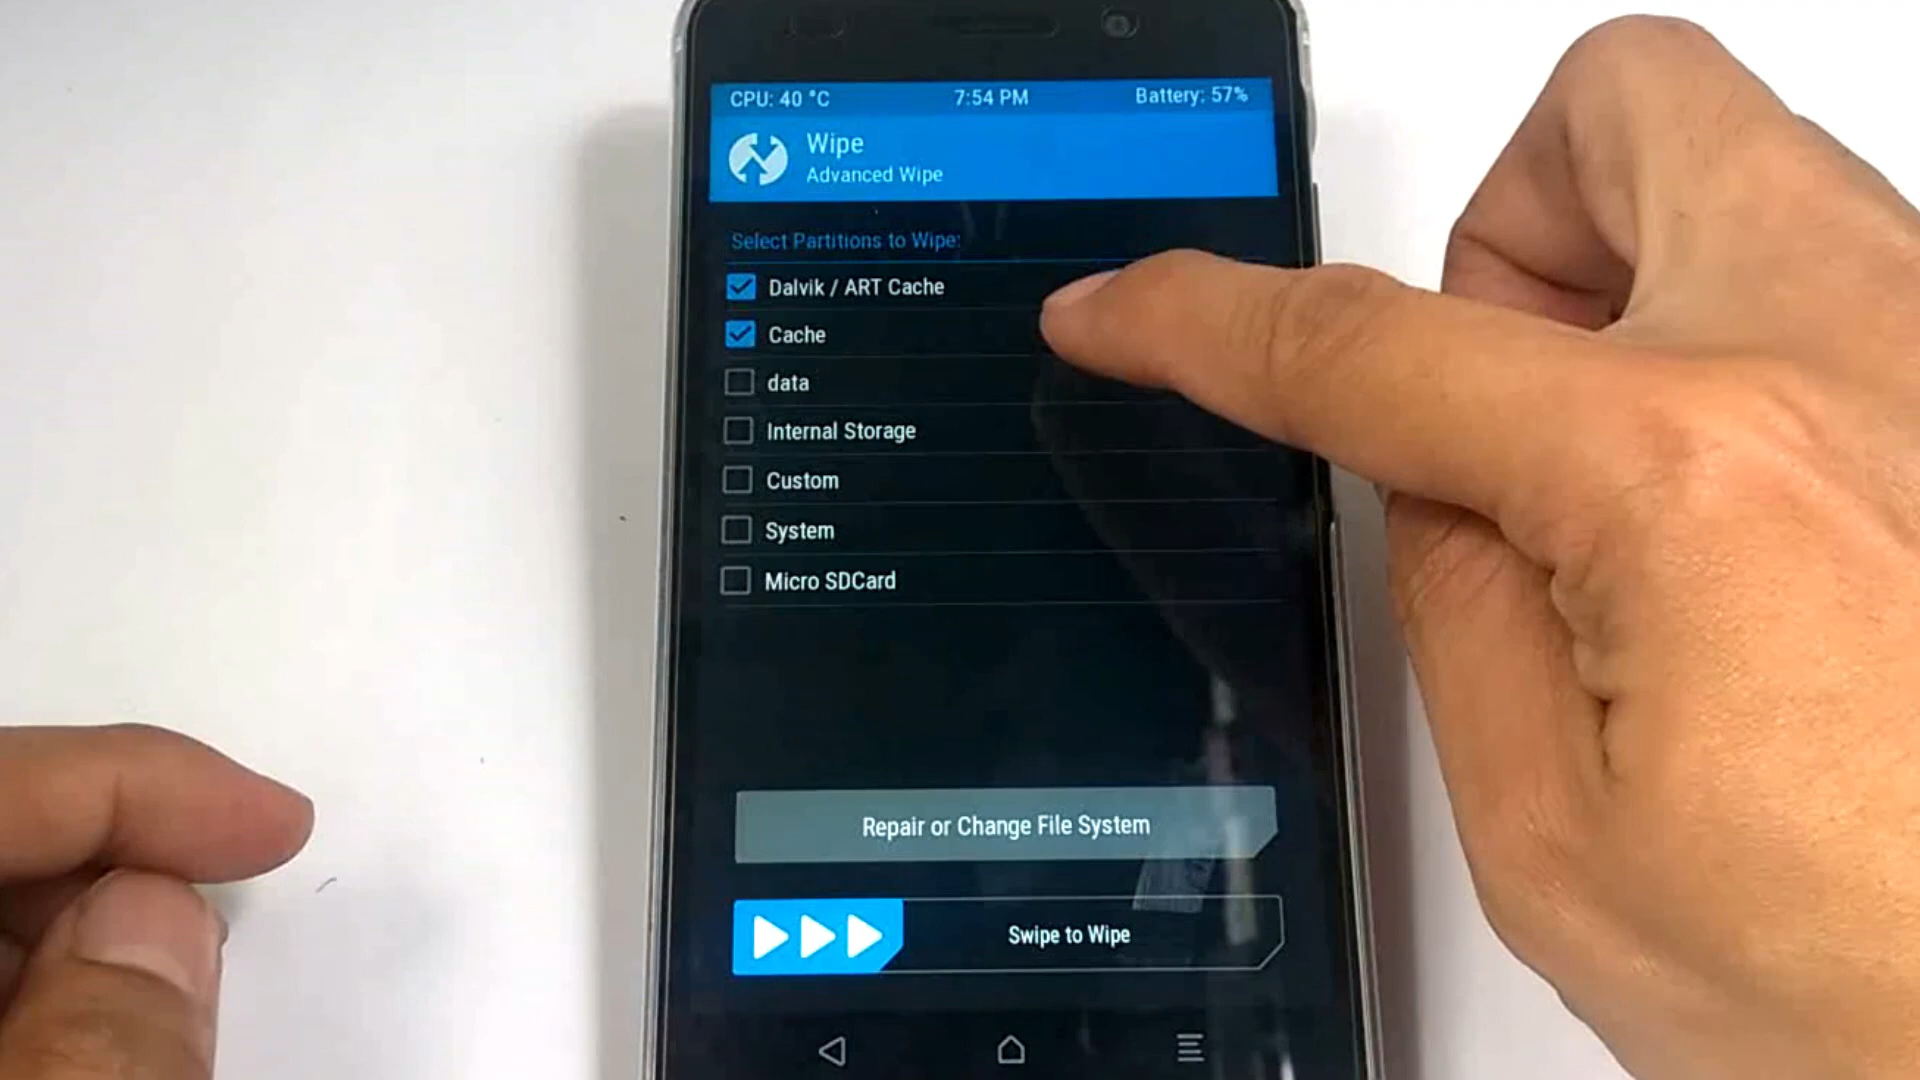 CPU: 40 °C 7:54 PM Battery: 57%
Wipe
Advanced Wipe
Select Partitions to Wipe:
Dalvik / ART Cache
Cache
data
Internal Storage
Custom
System
Micro SDCard
Repair or Change File System
Swipe to Wipe